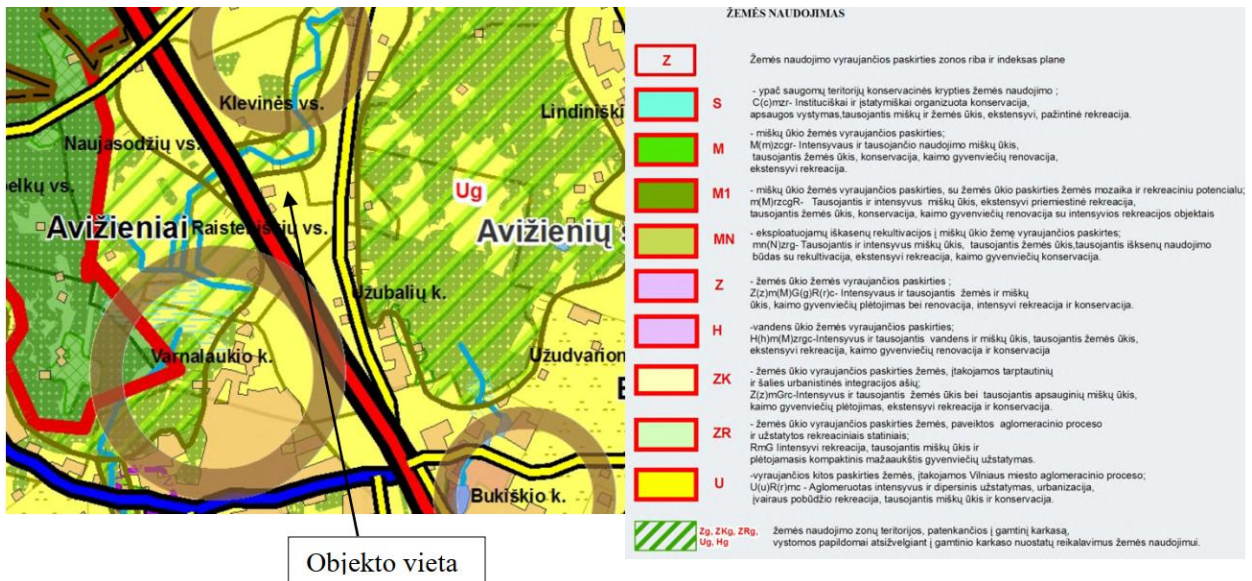 Klevinės vs.
Lindiniški
Naujasodžių vs.
elkų vs.
Ug
Avižieniai
Avižienių s
Užubalių k.
Varnalaukio k.
Užudvarion
Bukiškio k.
Objekto vieta
ŽEMĖS NAUDOJIMAS
Z Žemės naudojimo vyraujančios paskirties zonos riba ir indeksas plane
S - ypač saugomų teritorijų konservacinės krypties žemės naudojimo ;
C(c)mzr- Instituciškai ir įstatymiškai organizuota konservacija,
apsaugos vystymas,tausojantis miškų ir žemės ūkis, ekstensyvi, pažintinė rekreacija.
M - miškų ūkio žemės vyraujančios paskirties;
M(m)zcgr- Intensyvaus ir tausojančio naudojimo miškų ūkis,
tausojantis žemės ūkis, konservacija, kaimo gyvenviečių renovacija,
ekstensyvi rekreacija.
M1 - miškų ūkio žemės vyraujančios paskirties, su žemės ūkio paskirties žemės mozaika ir rekreaciniu potencialu;
m(M)rzcgR- Tausojantis ir intensyvus miškų ūkis, ekstensyvi priemiestinė rekreacija,
tausojantis žemės ūkis, konservacija, kaimo gyvenviečių renovacija su intensyvios rekreacijos objektais
MN - eksploatuojamų iškasenų rekultivacijos į miškų ūkio žemę vyraujančios paskirtes;
mn(N)zrg- Tausojantis ir intensyvus miškų ūkis, tausojantis žemės ūkis,tausojantis išksenų naudojimo
būdas su rekultivacija, ekstensyvi rekreacija, kaimo gyvenviečių konservacija.
Z - žemės ūkio žemės vyraujančios paskirties ;
Z(z)m(M)G(g)R(r)c- Intensyvaus ir tausojantis žemės ir miškų
ūkis, kaimo gyvenviečių plėtojimas bei renovacija, intensyvi rekreacija ir konservacija.
H -vandens ūkio žemės vyraujančios paskirties;
H(h)m(M)zrgc-Intensyvus ir tausojantis vandens ir miškų ūkis, tausojantis žemės ūkis,
ekstensyvi rekreacija, kaimo gyvenviečių renovacija ir konservacija
ZK - žemės ūkio vyraujančios paskirties žemės, įtakojamos tarptautinių
ir šalies urbanistinės integracijos ašių;
Z(z)mGrc-Intensyvus ir tausojantis žemės ūkis bei tausojantis apsauginių miškų ūkis,
kaimo gyvenviečių plėtojimas, ekstensyvi rekreacija ir konservacija.
ZR - žemės ūkio vyraujančios paskirties žemės, paveiktos aglomeracinio proceso
ir užstatytos rekreaciniais statiniais;
RmG Iintensyvi rekreacija, tausojantis miškų ūkis ir
plėtojamasis kompaktinis mažaaukštis gyvenviečių užstatymas.
U -vyraujančios kitos paskirties žemės, įtakojamos Vilniaus miesto aglomeracinio proceso;
U(u)R(r)mc - Aglomeruotas intensyvus ir dipersinis užstatymas, urbanizacija,
įvairaus pobūdžio rekreacija, tausojantis miškų ūkis ir konservacija.
Zg, ZKg, ZRg, žemės naudojimo zonų teritorijos, patenkančios į gamtinį karkasą,
Ug, Hg vystomos papildomai atsižvelgiant į gamtinio karkaso nuostatų reikalavimus žemės naudojimui.